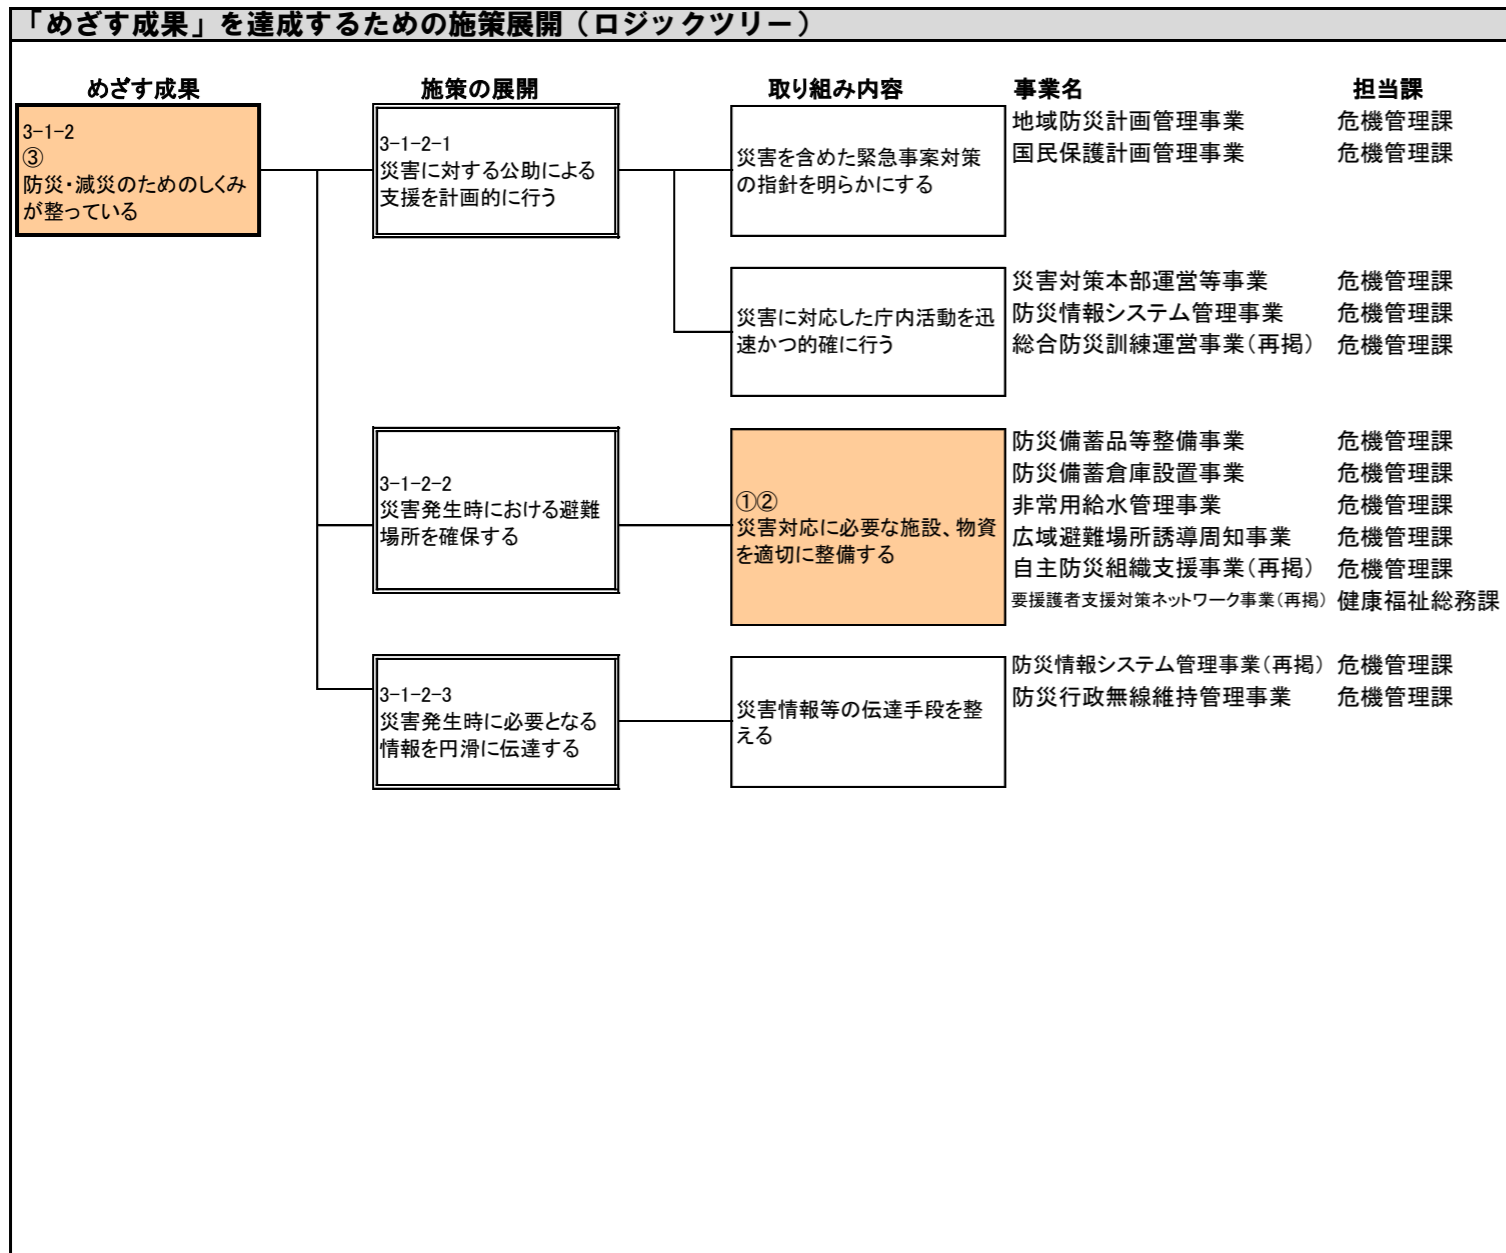 「めざす成果」を達成するための施策展開（ロジックツリー）
めざす成果　施策の展開　取り組み内容　事業名　担当課
3-1-2
③
防災・減災のためのしくみ
が整っている
3-1-2-1
災害に対する公助による
支援を計画的に行う
災害を含めた緊急事案対策
の指針を明らかにする
地域防災計画管理事業　危機管理課
国民保護計画管理事業　危機管理課
災害に対応した庁内活動を迅
速かつ的確に行う
災害対策本部運営等事業　危機管理課
防災情報システム管理事業　危機管理課
総合防災訓練運営事業（再掲）　危機管理課
3-1-2-2
災害発生時における避難
場所を確保する
①②
災害対応に必要な施設、物資
を適切に整備する
防災備蓄品等整備事業　危機管理課
防災備蓄倉庫設置事業　危機管理課
非常用給水管理事業　危機管理課
広域避難場所誘導周知事業　危機管理課
自主防災組織支援事業（再掲）　危機管理課
要援護者支援対策ネットワーク事業（再掲）　健康福祉総務課
3-1-2-3
災害発生時に必要となる
情報を円滑に伝達する
災害情報等の伝達手段を整
える
防災情報システム管理事業（再掲）　危機管理課
防災行政無線維持管理事業　危機管理課